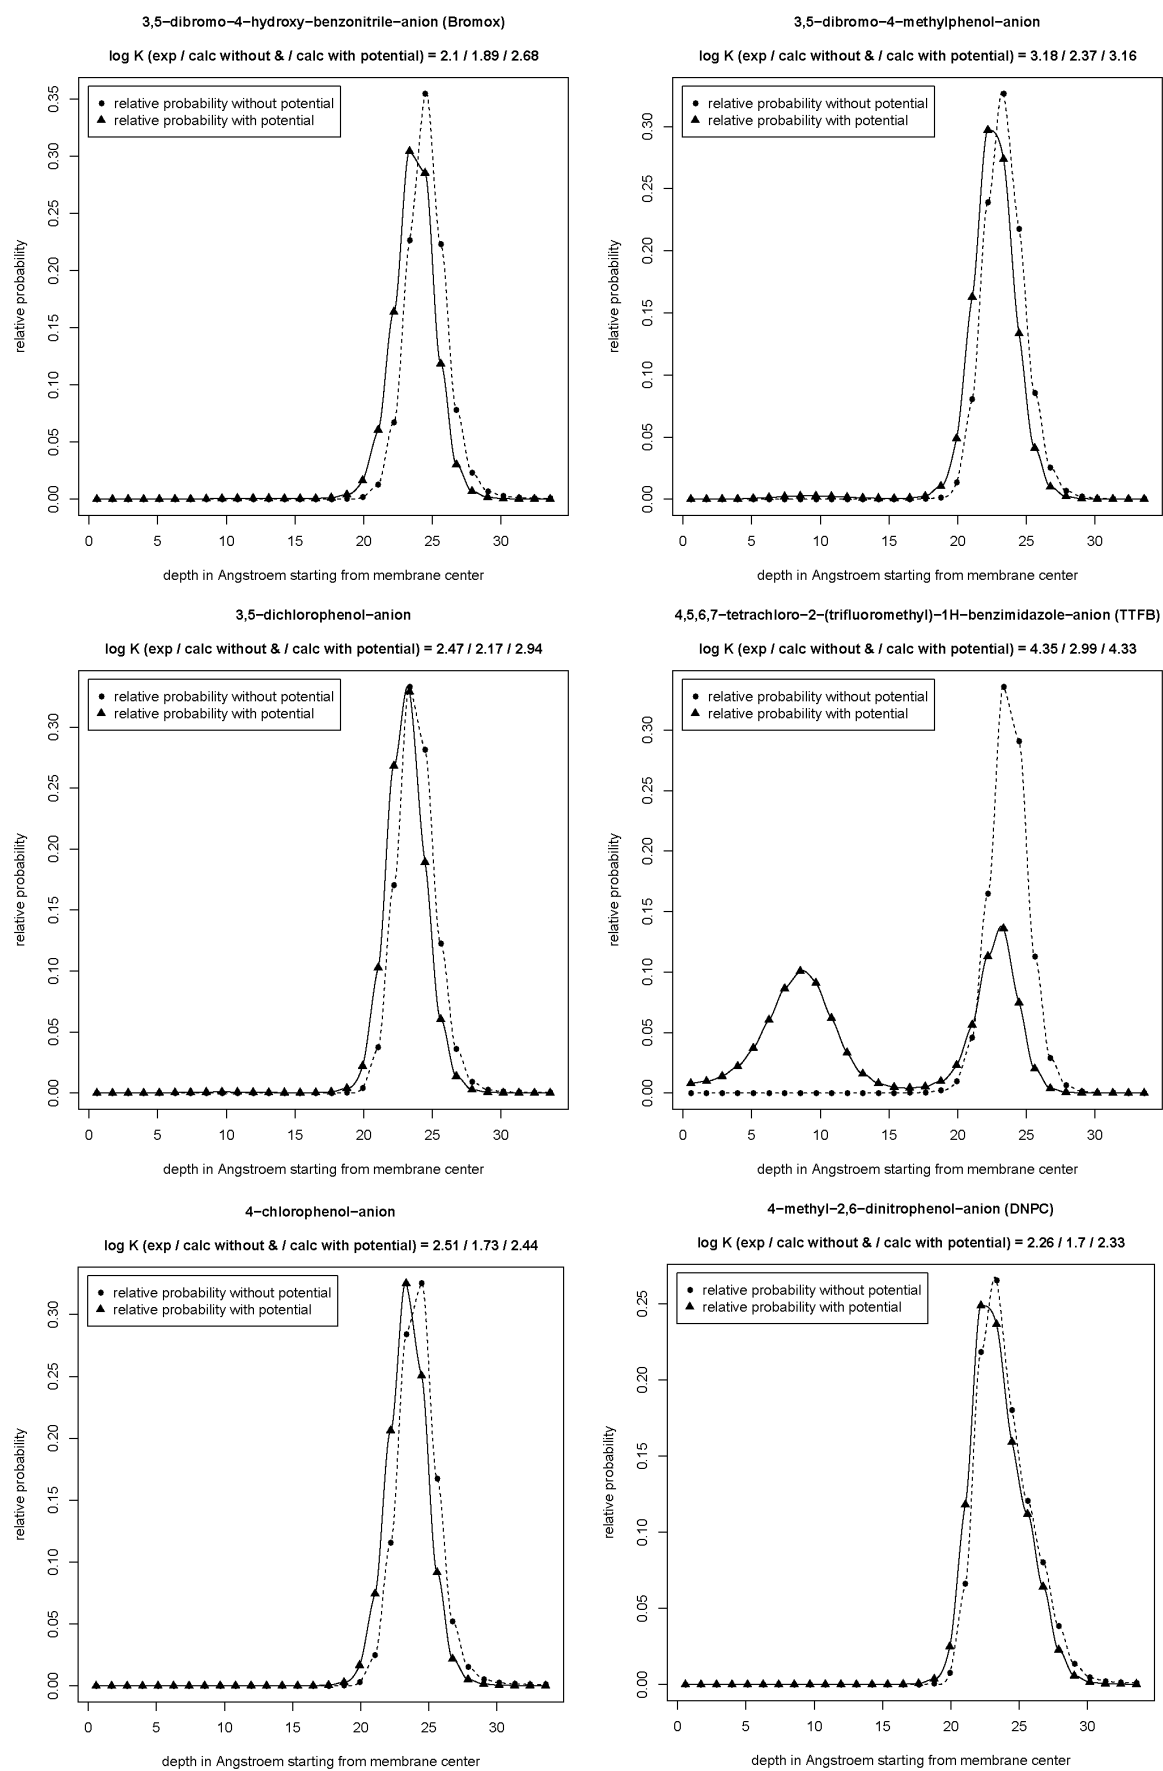 3,5−dibromo−4−hydroxy−benzonitrile−anion (Bromox)
log K (exp / calc without & / calc with potential) = 2.1 / 1.89 / 2.68
relative probability without potential
relative probability with potential
relative probability
0.00 0.05 0.10 0.15 0.20 0.25 0.30 0.35
0 5 10 15 20 25 30
depth in Angstroem starting from membrane center
3,5−dibromo−4−methylphenol−anion
log K (exp / calc without & / calc with potential) = 3.18 / 2.37 / 3.16
relative probability without potential
relative probability with potential
relative probability
0.00 0.05 0.10 0.15 0.20 0.25 0.30
0 5 10 15 20 25 30
depth in Angstroem starting from membrane center
3,5−dichlorophenol−anion
log K (exp / calc without & / calc with potential) = 2.47 / 2.17 / 2.94
relative probability without potential
relative probability with potential
relative probability
0.00 0.05 0.10 0.15 0.20 0.25 0.30
0 5 10 15 20 25 30
depth in Angstroem starting from membrane center
4,5,6,7−tetrachloro−2−(trifluoromethyl)−1H−benzimidazole−anion (TTFB)
log K (exp / calc without & / calc with potential) = 4.35 / 2.99 / 4.33
relative probability without potential
relative probability with potential
relative probability
0.00 0.05 0.10 0.15 0.20 0.25 0.30
0 5 10 15 20 25 30
depth in Angstroem starting from membrane center
4−chlorophenol−anion
log K (exp / calc without & / calc with potential) = 2.51 / 1.73 / 2.44
relative probability without potential
relative probability with potential
relative probability
0.00 0.05 0.10 0.15 0.20 0.25 0.30
0 5 10 15 20 25 30
depth in Angstroem starting from membrane center
4−methyl−2,6−dinitrophenol−anion (DNPC)
log K (exp / calc without & / calc with potential) = 2.26 / 1.7 / 2.33
relative probability without potential
relative probability with potential
relative probability
0.00 0.05 0.10 0.15 0.20 0.25
0 5 10 15 20 25 30
depth in Angstroem starting from membrane center